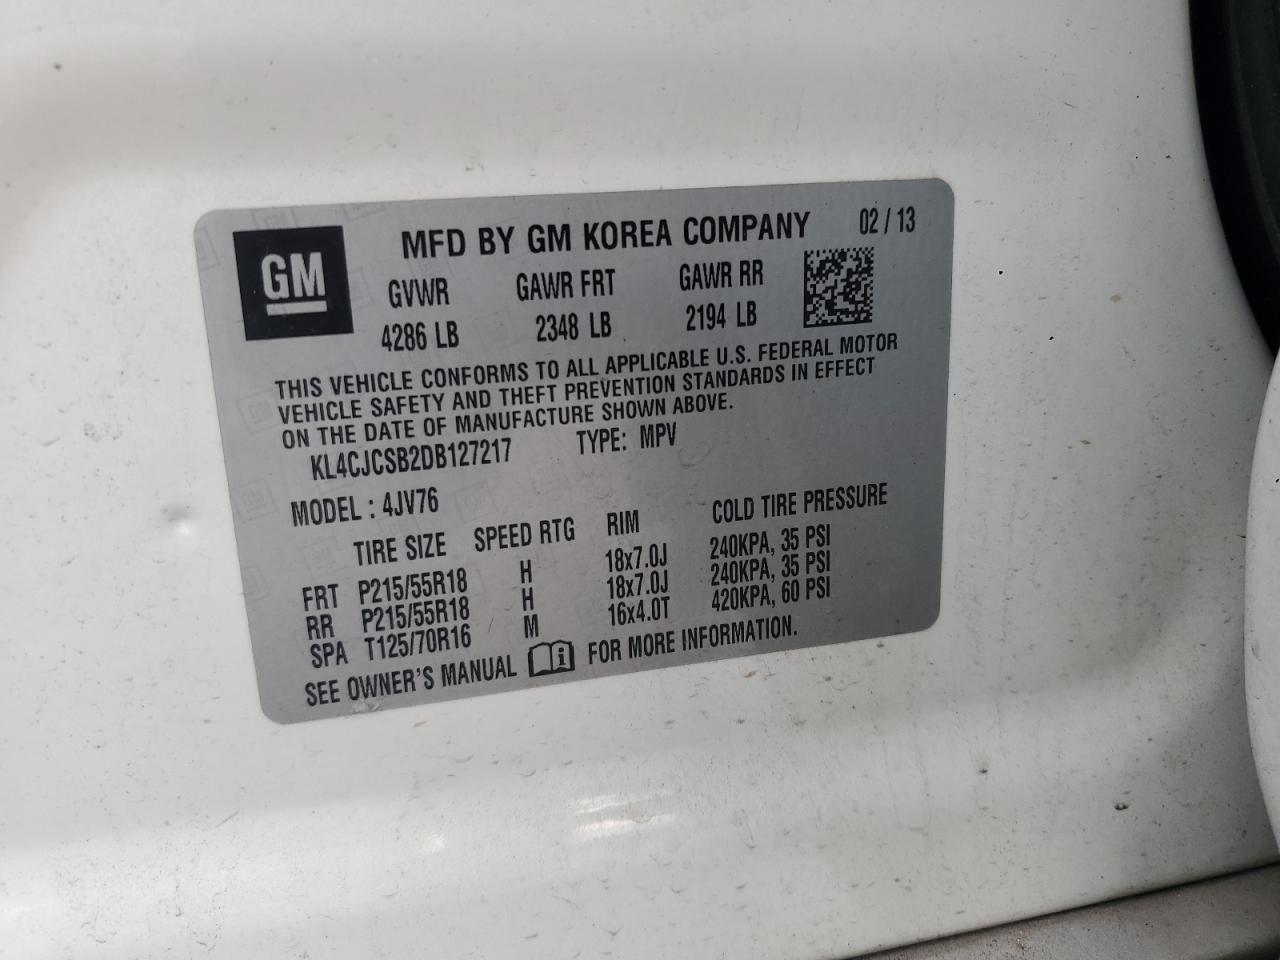 GM
MFD BY GM KOREA COMPANY 02 / 13
GVWR GAWR FRT GAWR RR
4286 LB 2348 LB 2194 LB
THIS VEHICLE CONFORMS TO ALL APPLICABLE U.S. FEDERAL MOTOR
VEHICLE SAFETY AND THEFT PREVENTION STANDARDS IN EFFECT
ON THE DATE OF MANUFACTURE SHOWN ABOVE.
KL4CJCSB2DB127217 TYPE: MPV
MODEL : 4JV76
TIRE SIZE SPEED RTG RIM COLD TIRE PRESSURE
FRT P215/55R18 H 18x7.0J 240KPA, 35 PSI
RR P215/55R18 H 18x7.0J 240KPA, 35 PSI
SPA T125/70R16 M 16x4.0T 420KPA, 60 PSI
SEE OWNER'S MANUAL i FOR MORE INFORMATION.